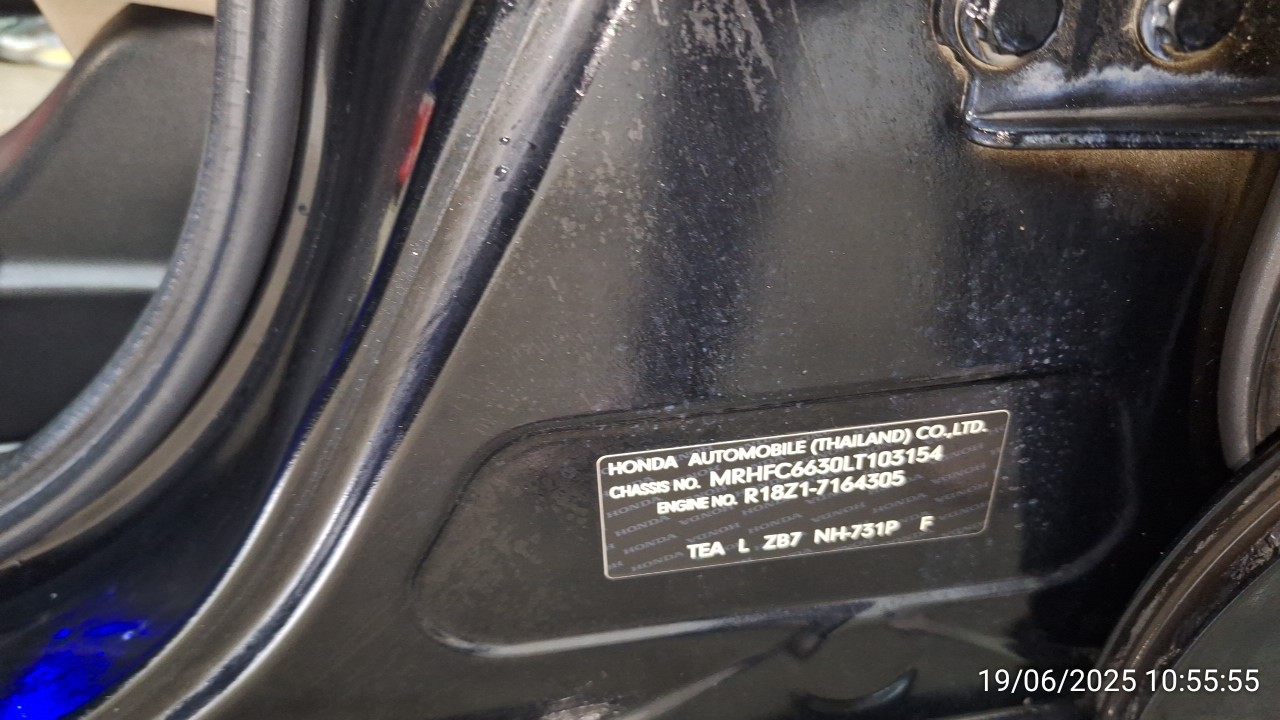 HONDA AUTOMOBILE (THAILAND) CO.,LTD.
CHASSIS NO. MRHFC6630LT103154
ENGINE NO. R18Z1-7164305
TEA L ZB7 NH-731P F
19/06/2025 10:55:55